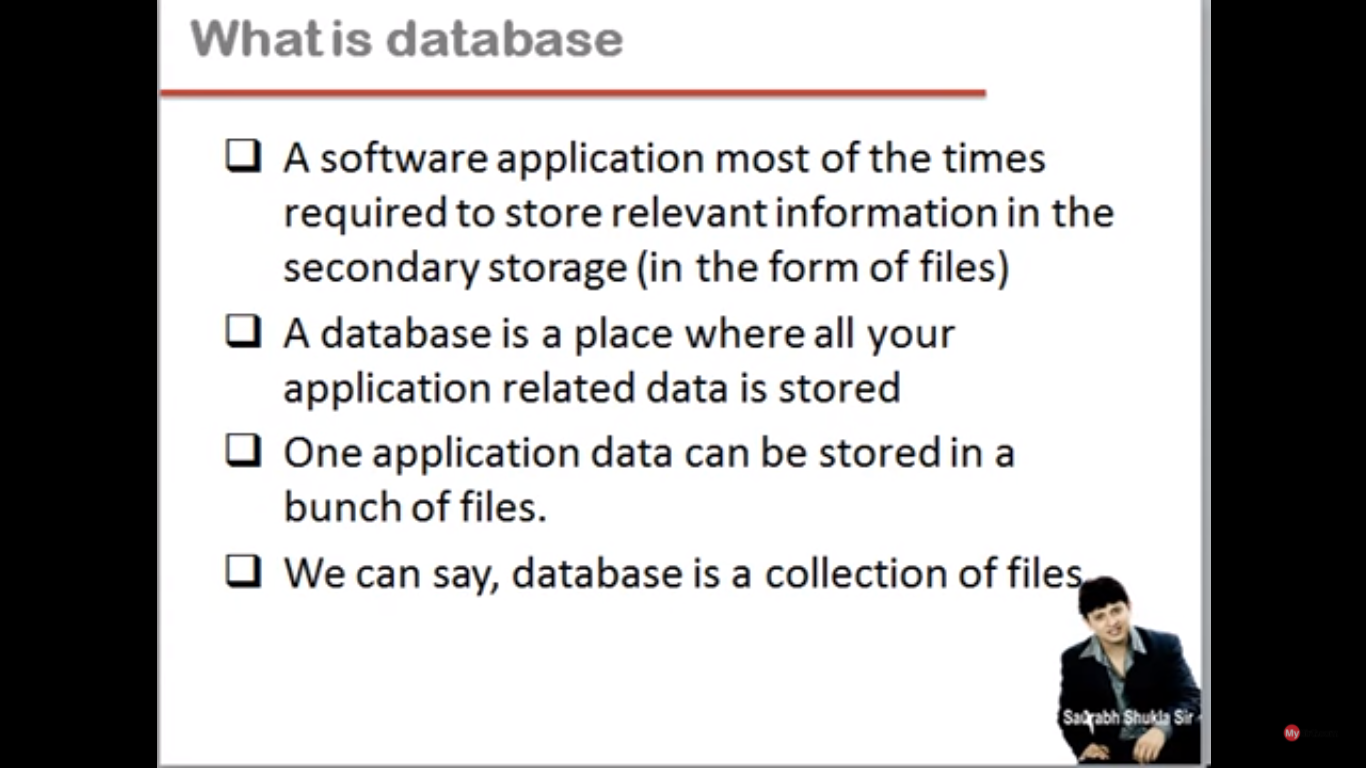 What is database
A software application most of the times
required to store relevant information in the
secondary storage (in the form of files)
A database is a place where all your
application related data is stored
One application data can be stored in a
bunch of files.
We can say, database is a collection of files
Saurabh Shukla Sir
My